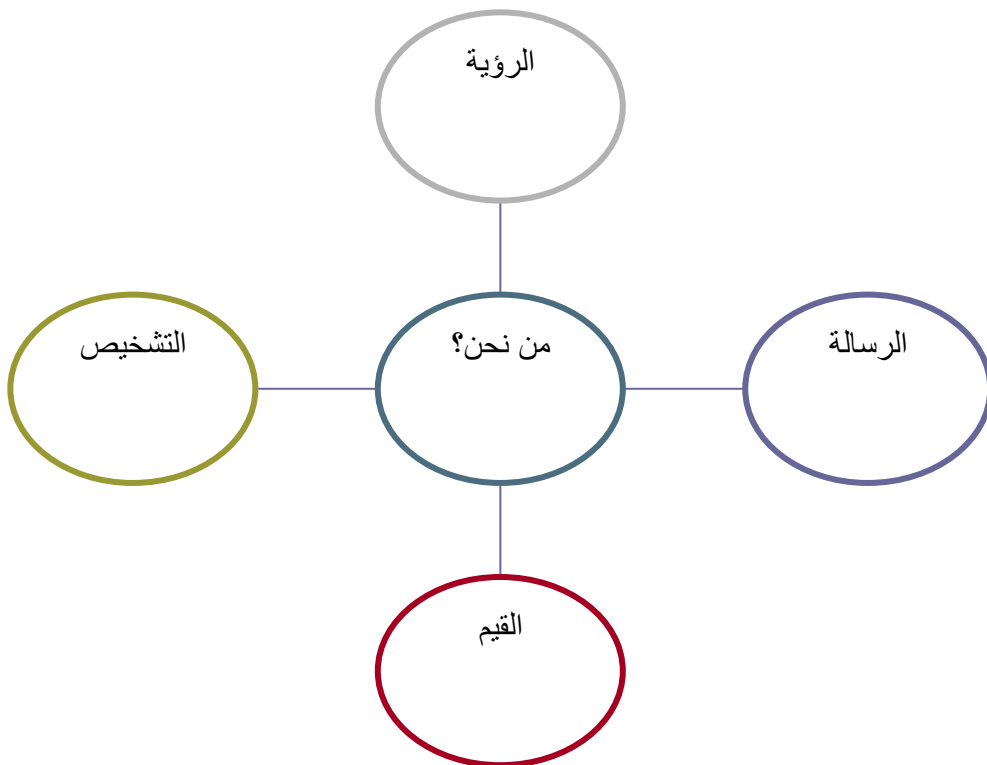 الرؤية
الرسالة
من نحن؟
التشخيص
القيم